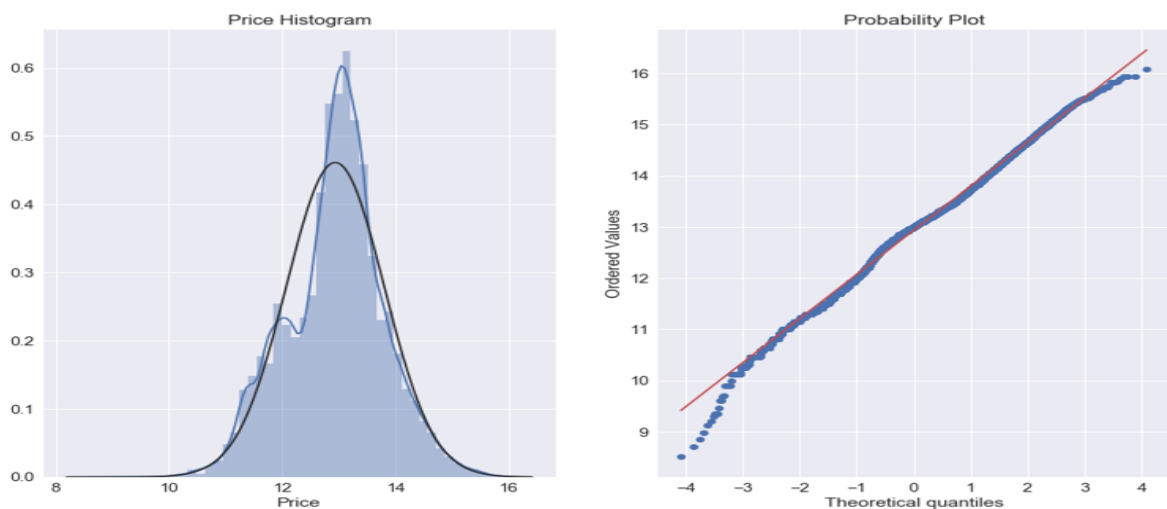 Price Histogram
0.6
0.5
0.4
0.3
0.2
0.1
0.0
8 10 12 14 16
Price
Probability Plot
Ordered Values
16
15
14
13
12
11
10
9
−4 −3 −2 −1 0 1 2 3 4
Theoretical quantiles